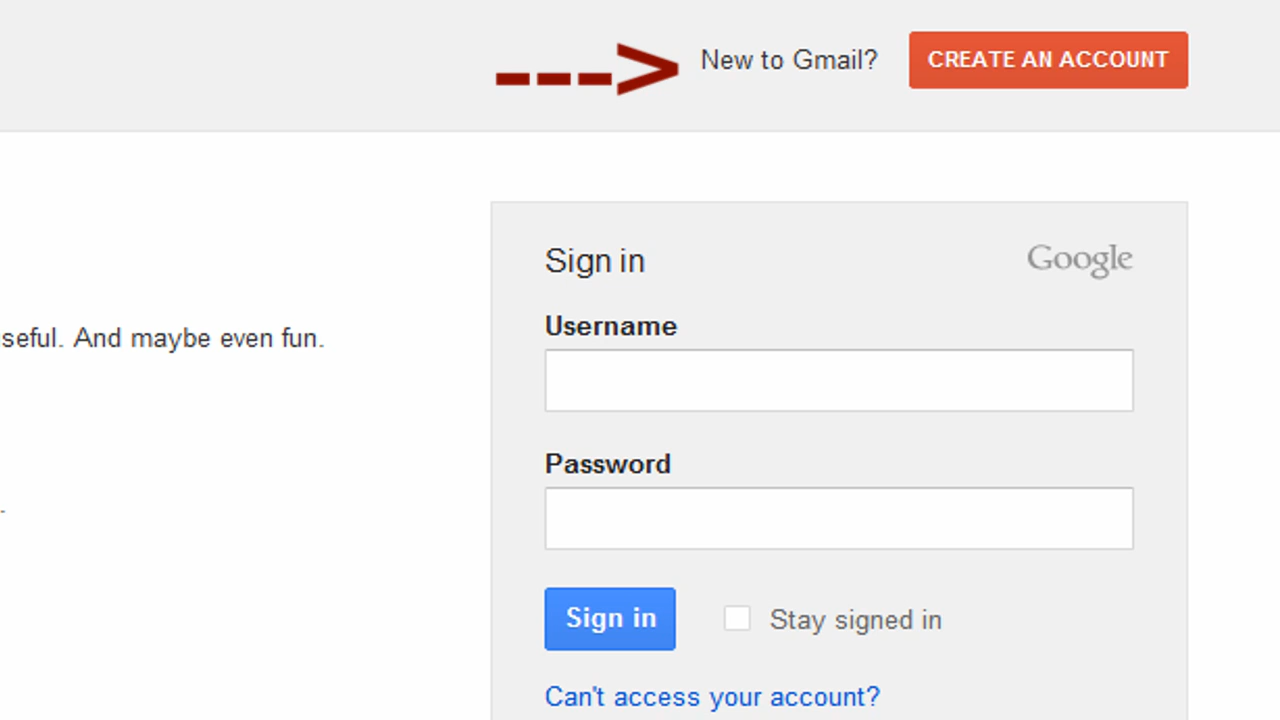 ---> New to Gmail? CREATE AN ACCOUNT
Sign in Google
Username
seful. And maybe even fun.
Password
Sign in Stay signed in
Can't access your account?